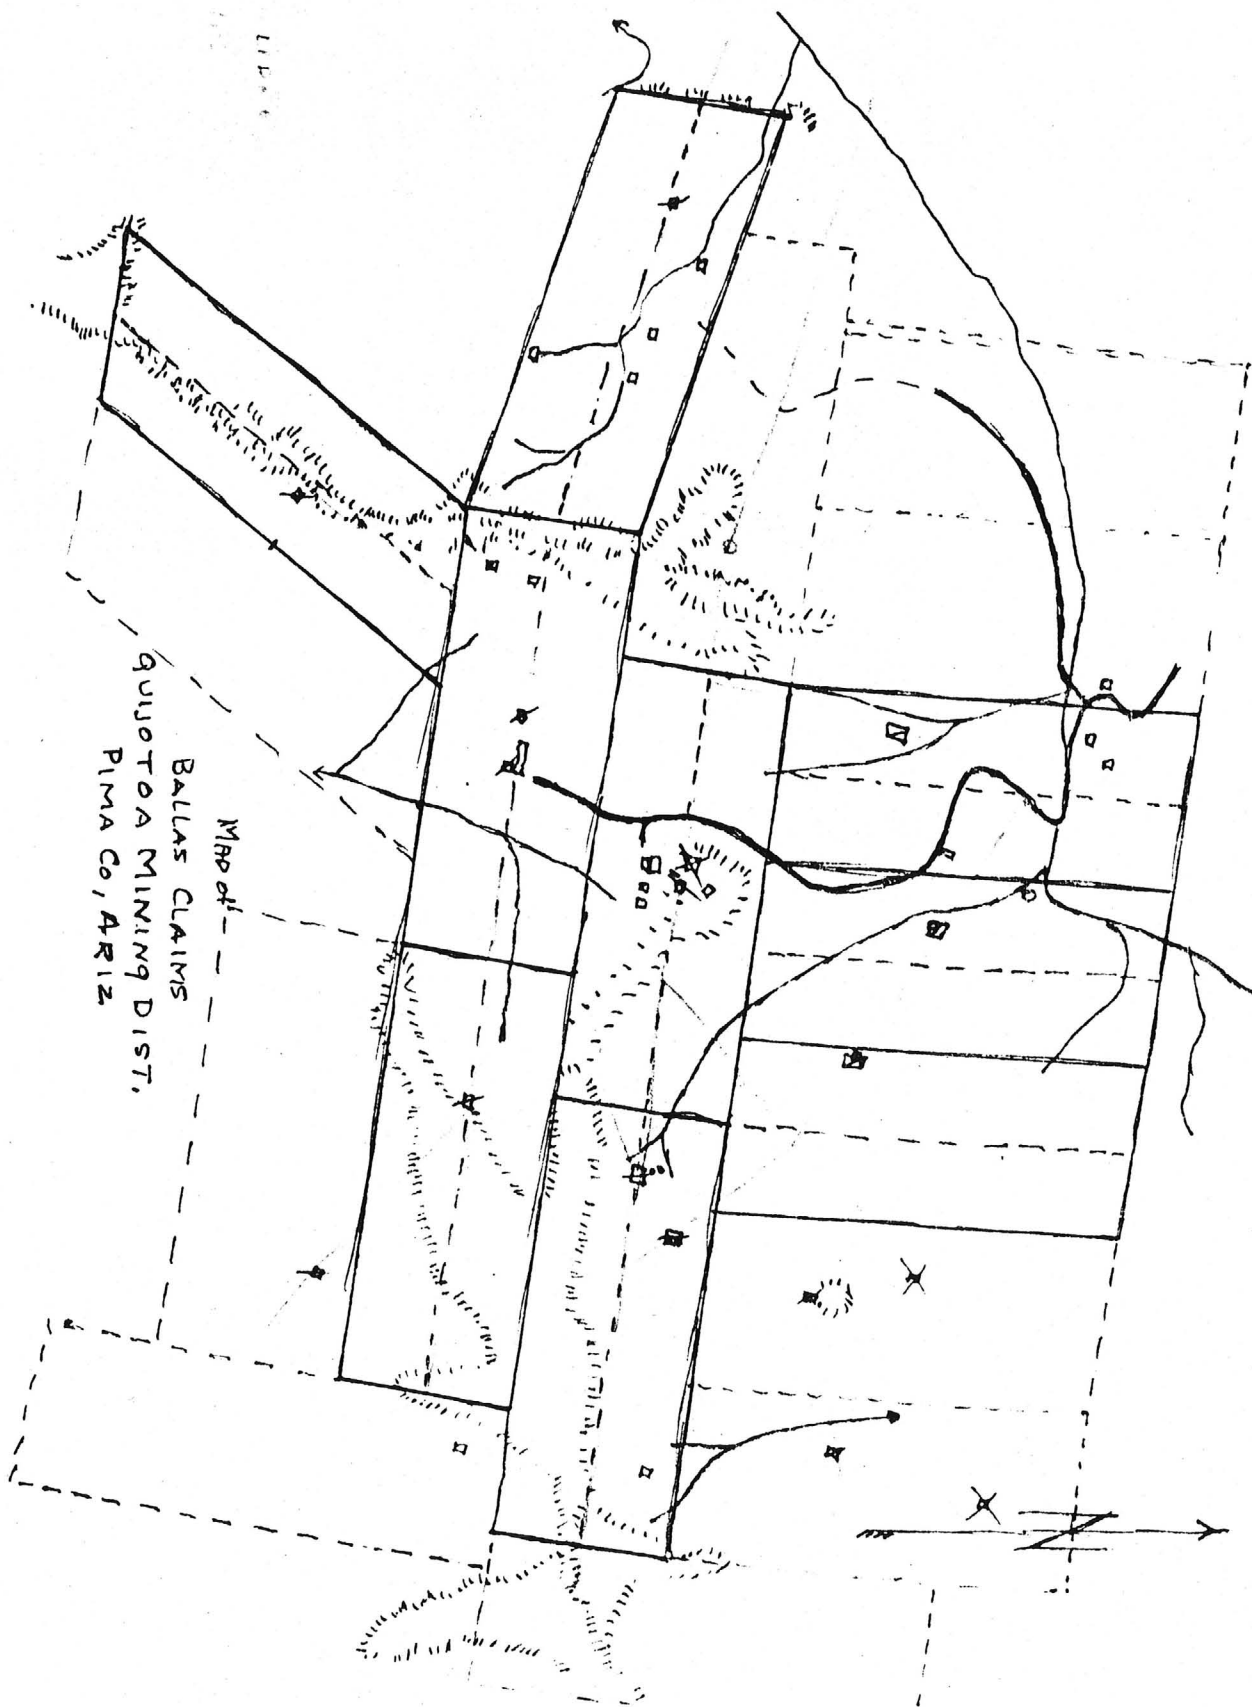 MAP of
BALLAS CLAIMS
QUIJOTOA MINING DIST.
PIMA CO, ARIZ
N